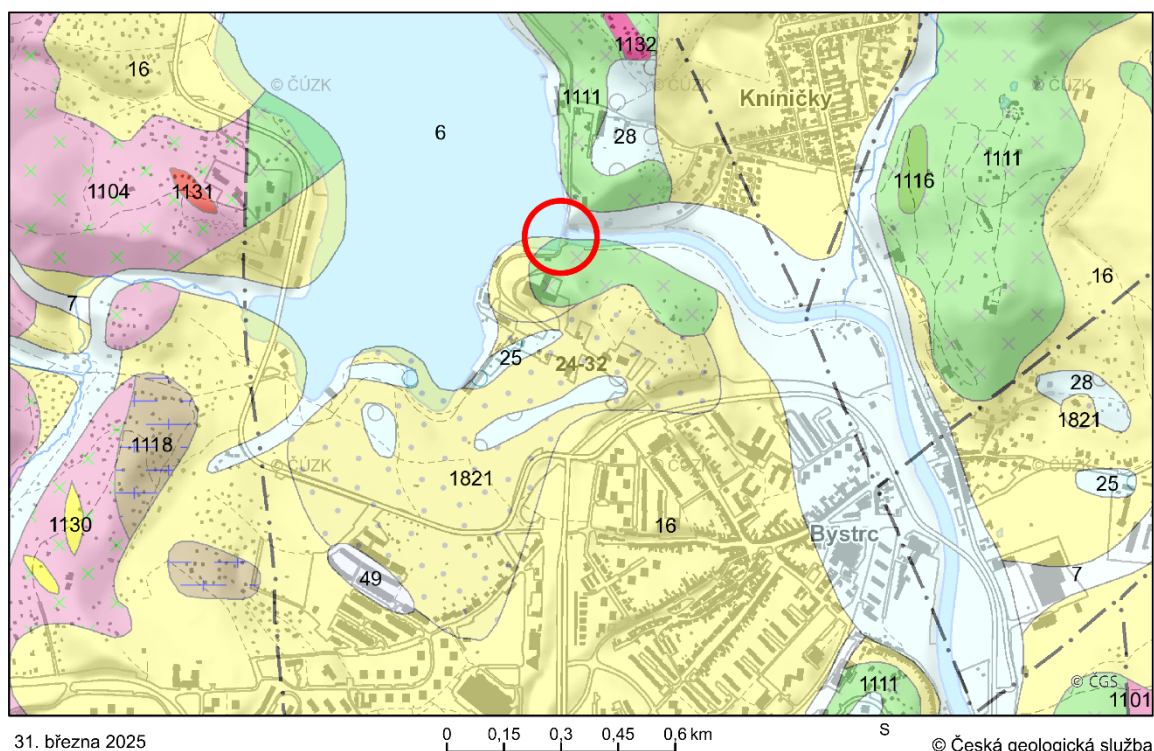 16
© ČÚZK
1132
© ČÚZK
Kníničky
© ČÚZK
1111
6
28
1111
1104
1131
1116
16
7
25
24-32
28
1821
1118
© ČÚZK
1821
© ČÚZK
© ČÚZK
25
1130
16
Bystrc
49
7
1111
© ČGS
1101
31. března 2025
0 0,15 0,3 0,45 0,6 km
S
© Česká geologická služba